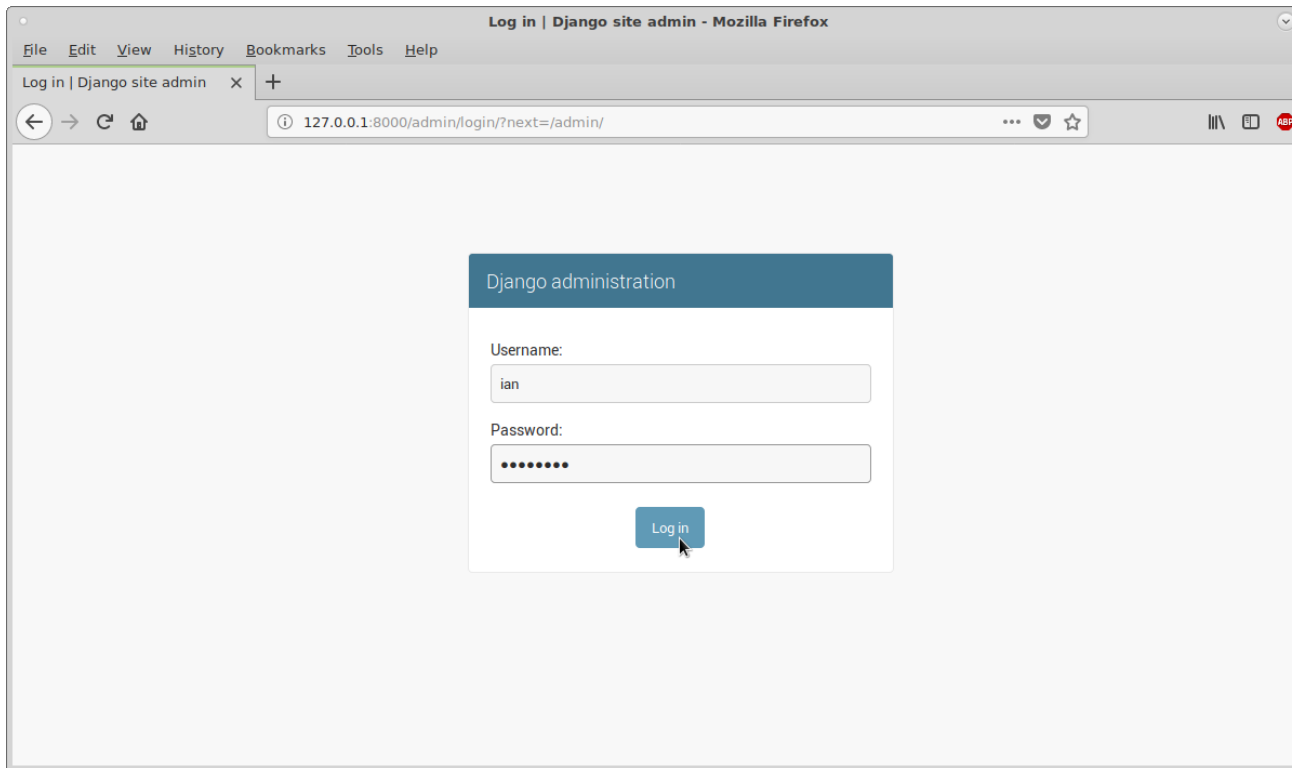 Log in | Django site admin - Mozilla Firefox
File Edit View History Bookmarks Tools Help
Log in | Django site admin
127.0.0.1:8000/admin/login/?next=/admin/
ABP
Django administration
Username:
ian
Password:
••••••••
Log in